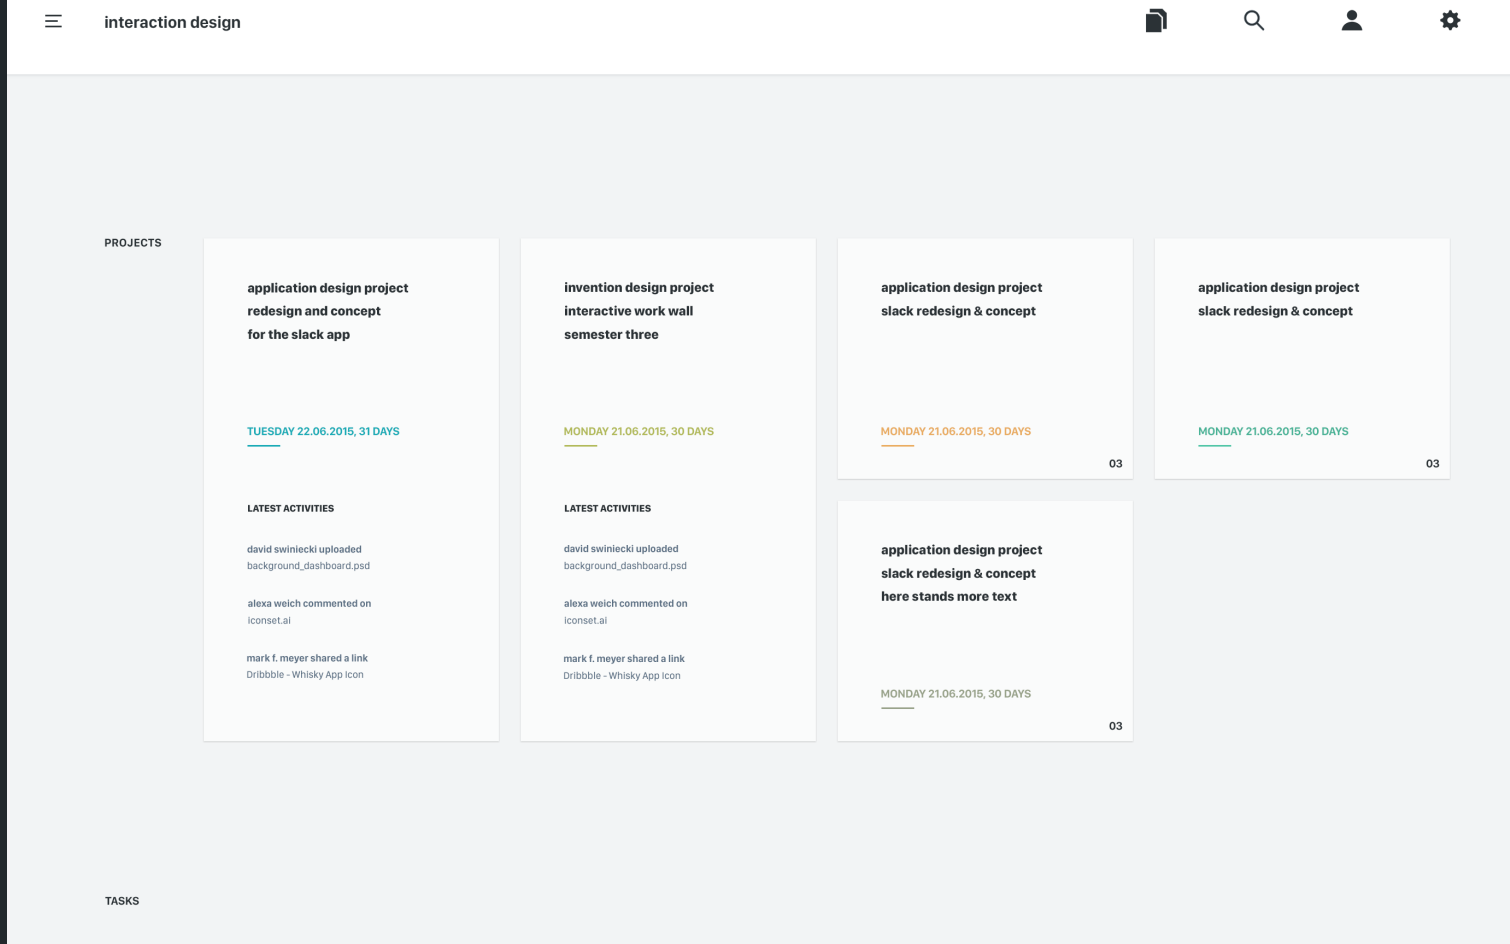 interaction design
PROJECTS
application design project
redesign and concept
for the slack app
TUESDAY 22.06.2015, 31 DAYS
LATEST ACTIVITIES
david swiniecki uploaded
background_dashboard.psd
alexa weich commented on
iconset.ai
mark f. meyer shared a link
Dribbble - Whisky App Icon
invention design project
interactive work wall
semester three
MONDAY 21.06.2015, 30 DAYS
LATEST ACTIVITIES
david swiniecki uploaded
background_dashboard.psd
alexa weich commented on
iconset.ai
mark f. meyer shared a link
Dribbble - Whisky App Icon
application design project
slack redesign & concept
MONDAY 21.06.2015, 30 DAYS
03
application design project
slack redesign & concept
MONDAY 21.06.2015, 30 DAYS
03
application design project
slack redesign & concept
here stands more text
MONDAY 21.06.2015, 30 DAYS
03
TASKS